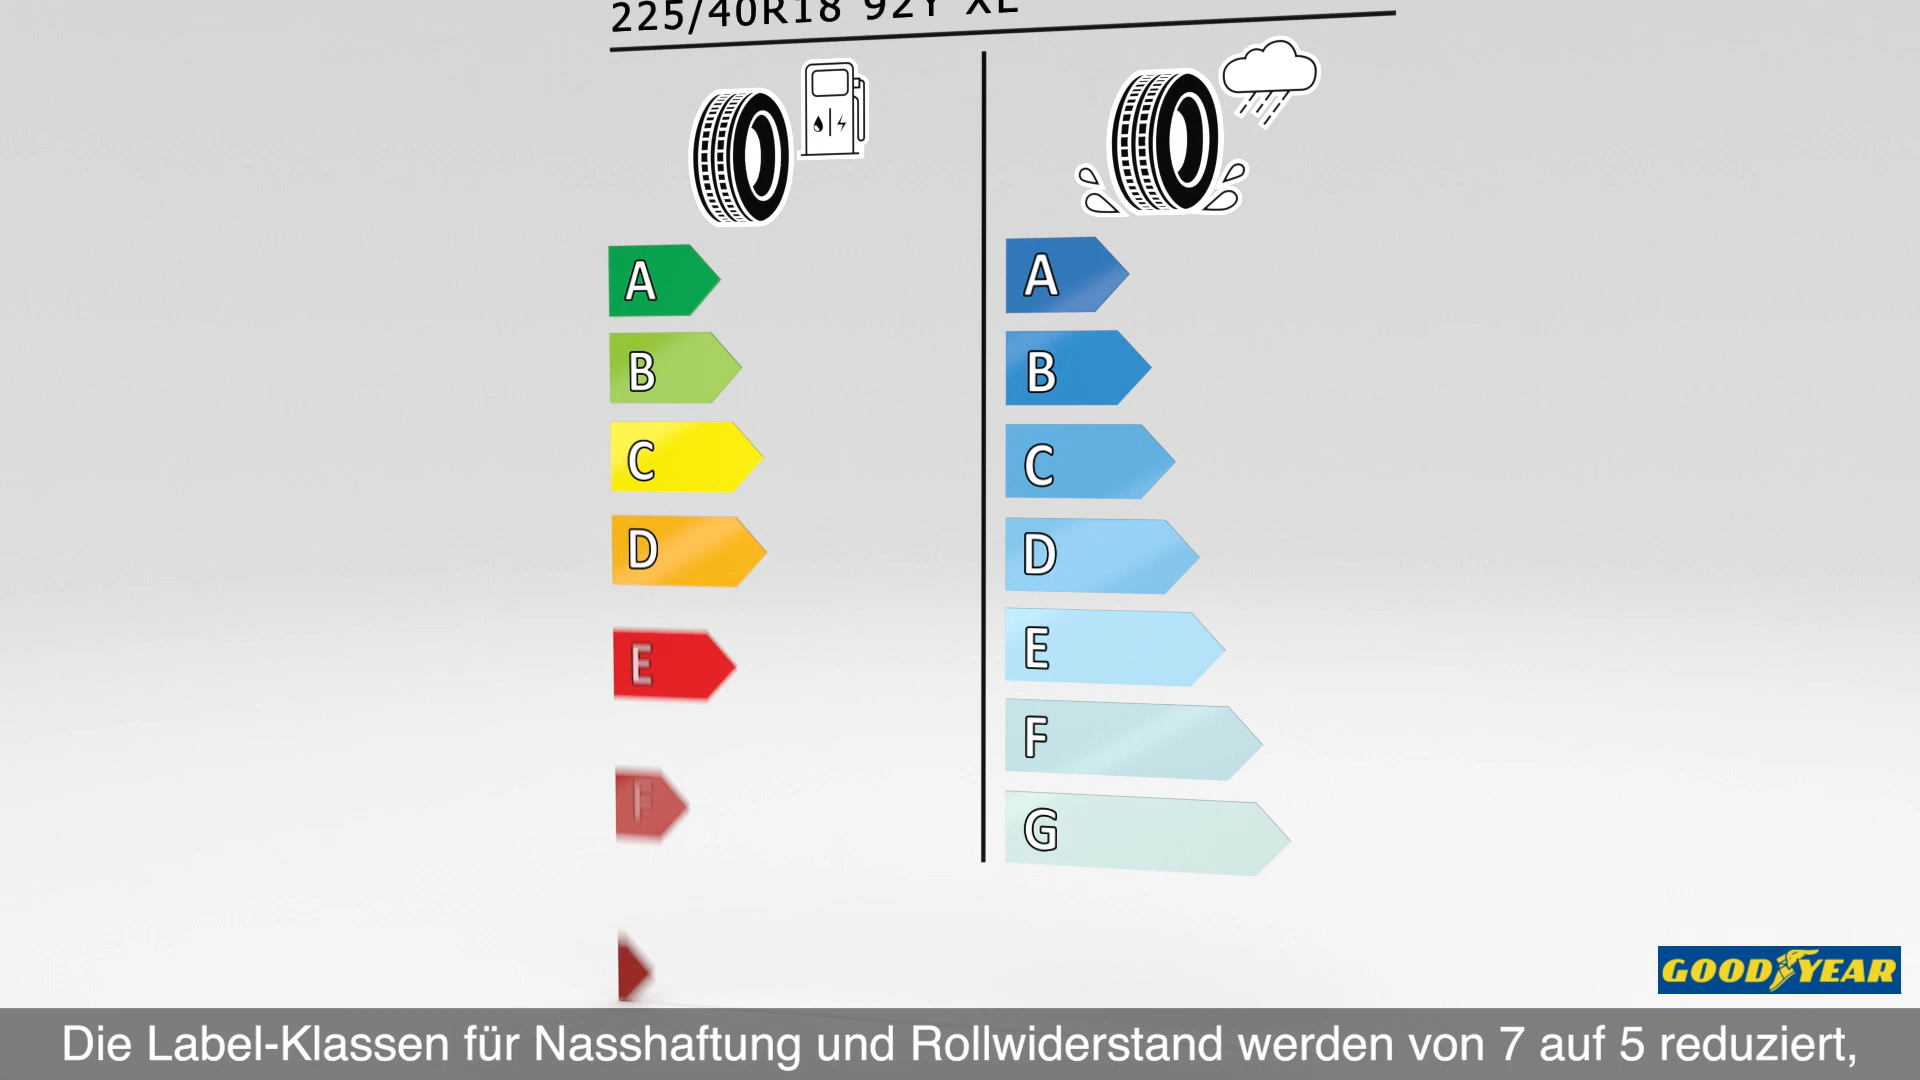 225/40R18 92Y XL
A
B
C
D
E
F
A
B
C
D
E
F
G
GOODYEAR
Die Label-Klassen für Nasshaftung und Rollwiderstand werden von 7 auf 5 reduziert,